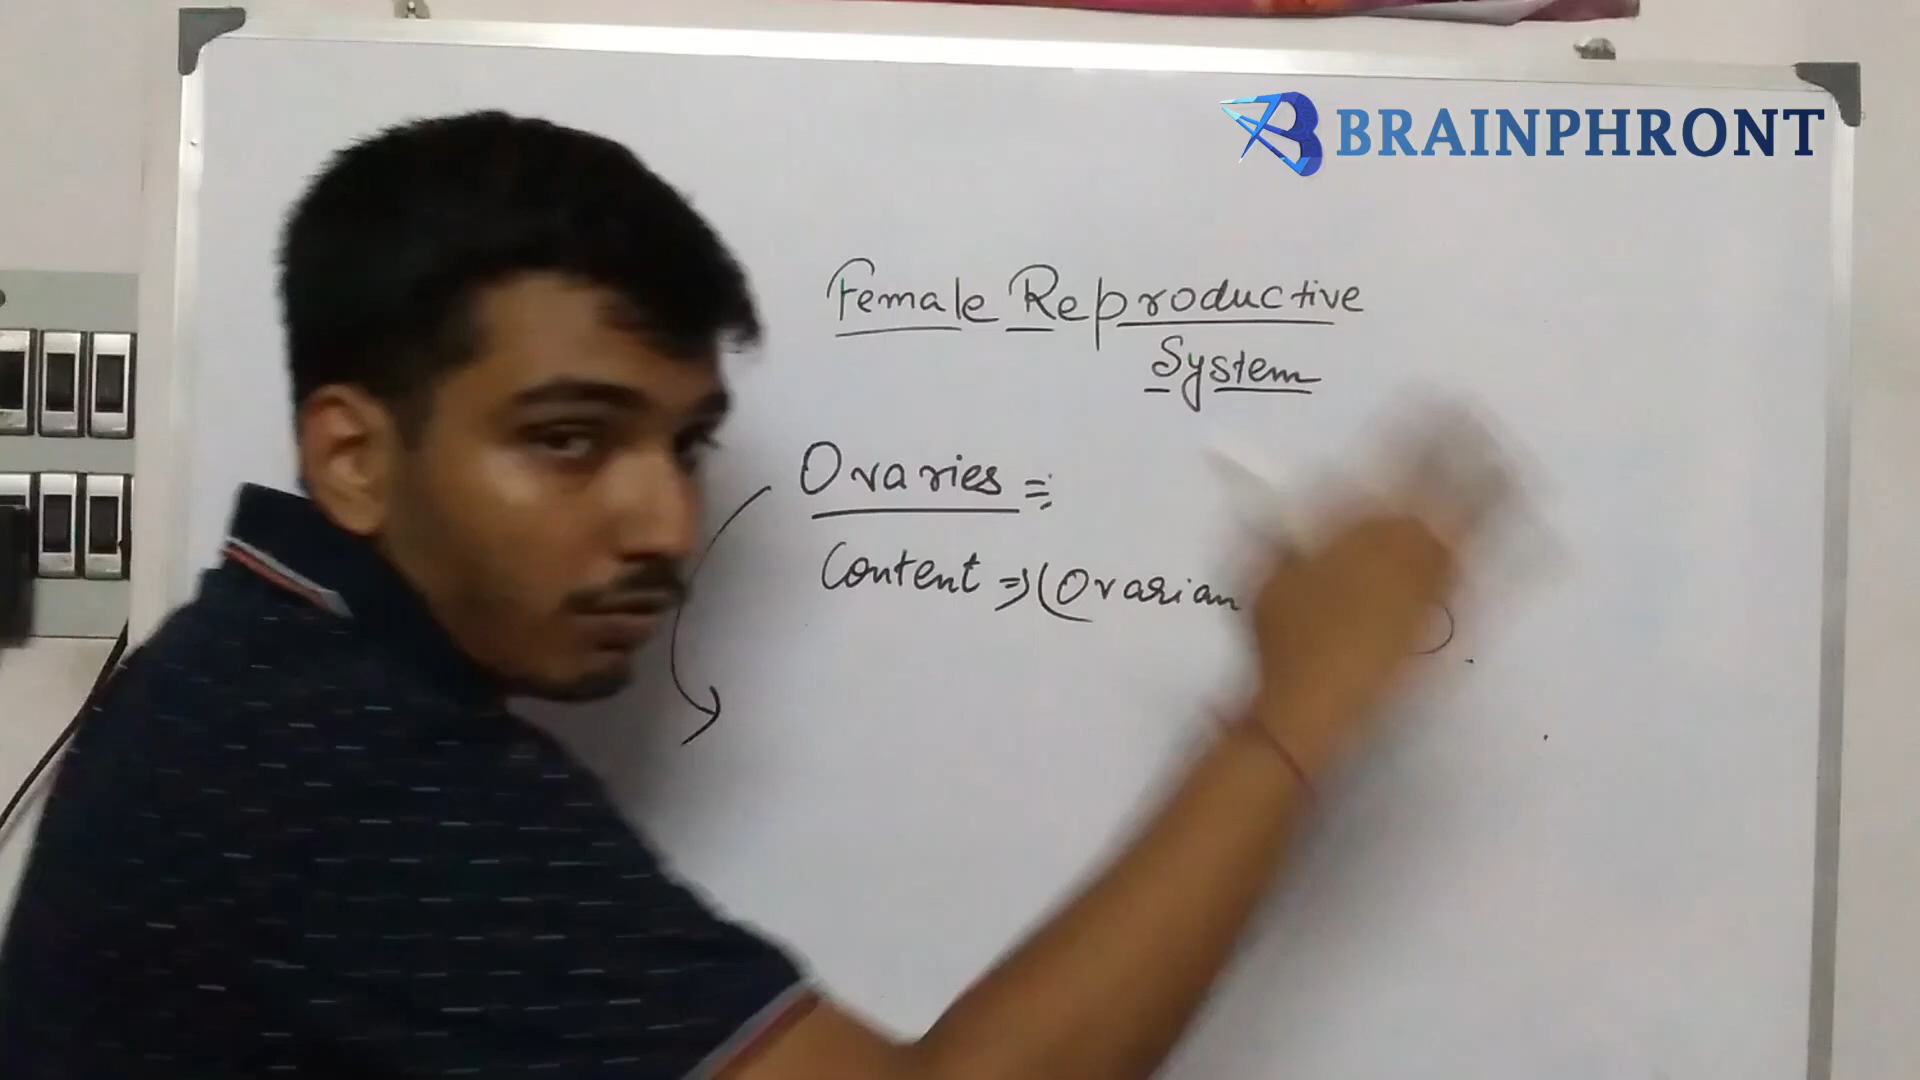 BRAINPHRONT
Female Reproductive
System
Ovaries =
Content ⇒ (Ovarian )